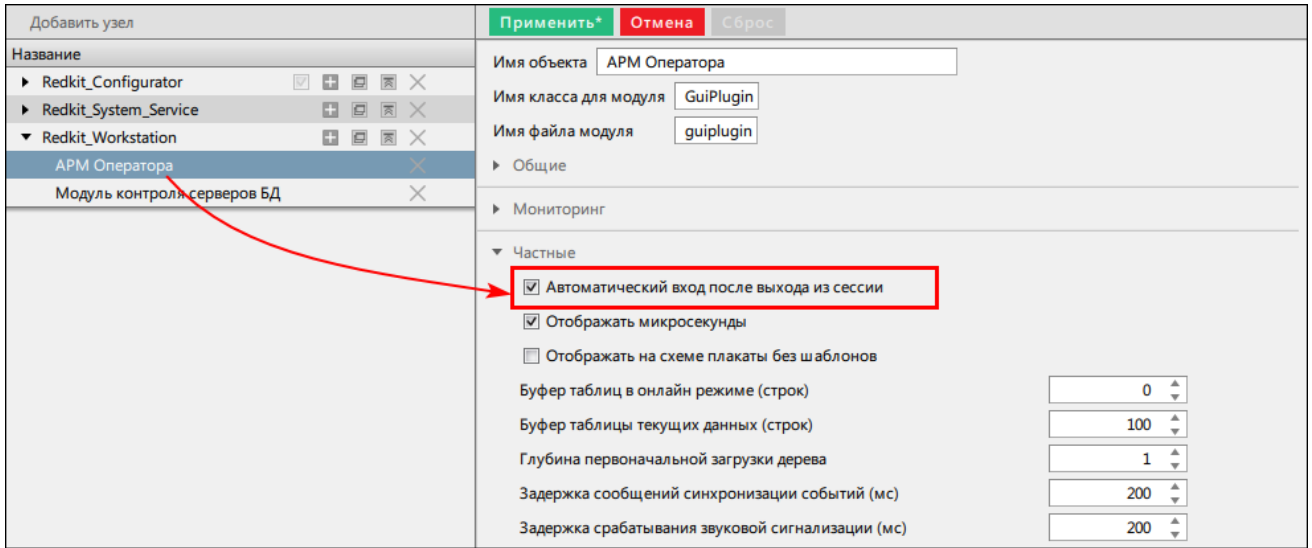 Добавить узел
Применить* Отмена Сброс
Название
Redkit_Configurator
Redkit_System_Service
Redkit_Workstation
АРМ Оператора
Модуль контроля серверов БД
Имя объекта АРМ Оператора
Имя класса для модуля GuiPlugin
Имя файла модуля guiplugin
Общие
Мониторинг
Частные
Автоматический вход после выхода из сессии
Отображать микросекунды
Отображать на схеме плакаты без шаблонов
Буфер таблиц в онлайн режиме (строк) 0
Буфер таблицы текущих данных (строк) 100
Глубина первоначальной загрузки дерева 1
Задержка сообщений синхронизации событий (мс) 200
Задержка срабатывания звуковой сигнализации (мс) 200